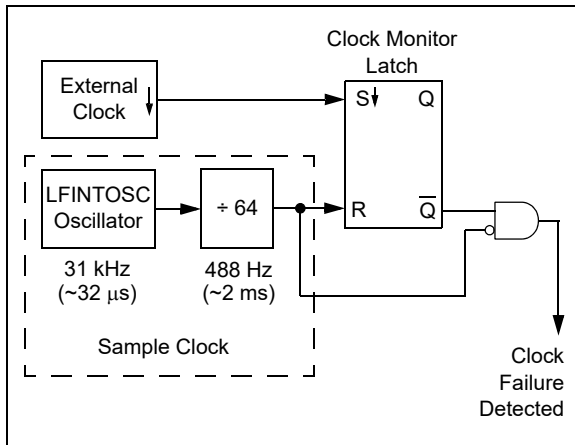 Clock Monitor
Latch
External
Clock
S
Q
LFINTOSC
Oscillator
÷ 64
R
Q̅
31 kHz
(~32 μs)
488 Hz
(~2 ms)
Sample Clock
Clock
Failure
Detected